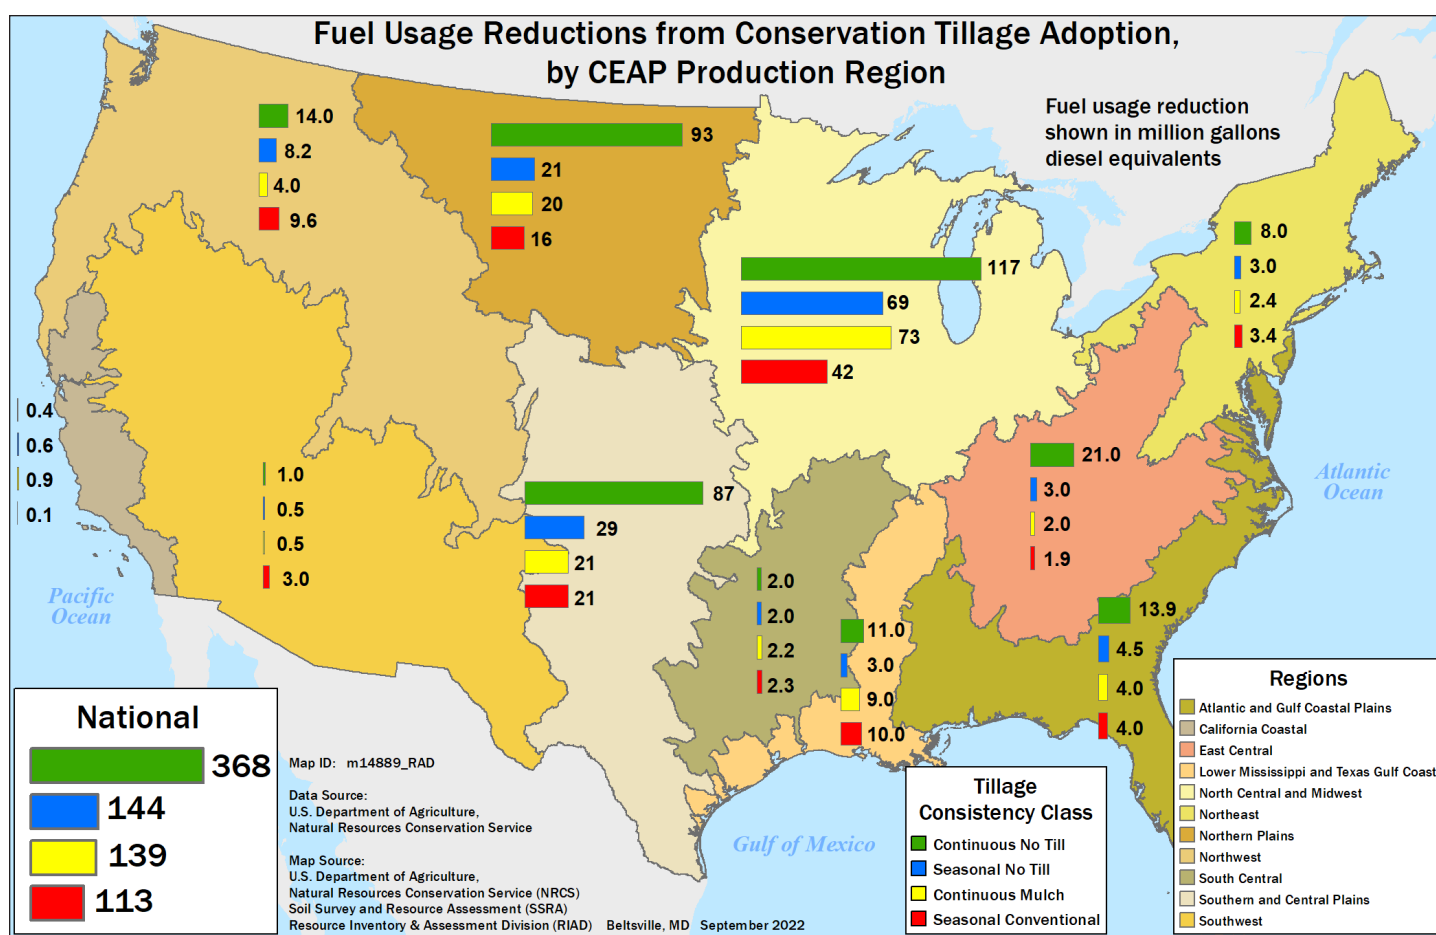 Fuel Usage Reductions from Conservation Tillage Adoption,
by CEAP Production Region
Fuel usage reduction
shown in million gallons
diesel equivalents
14.0
8.2
4.0
9.6
93
21
20
16
117
69
73
42
8.0
3.0
2.4
3.4
0.4
0.6
0.9
0.1
1.0
0.5
0.5
3.0
87
29
21
21
21.0
3.0
2.0
1.9
2.0
2.0
2.2
2.3
11.0
3.0
9.0
10.0
13.9
4.5
4.0
4.0
Pacific
Ocean
Atlantic
Ocean
Gulf of Mexico
National
368
144
139
113
Map ID: m14889_RAD
Data Source:
U.S. Department of Agriculture,
Natural Resources Conservation Service
Map Source:
U.S. Department of Agriculture,
Natural Resources Conservation Service (NRCS)
Soil Survey and Resource Assessment (SSRA)
Resource Inventory & Assessment Division (RIAD) Beltsville, MD September 2022
Tillage
Consistency Class
Continuous No Till
Seasonal No Till
Continuous Mulch
Seasonal Conventional
Regions
Atlantic and Gulf Coastal Plains
California Coastal
East Central
Lower Mississippi and Texas Gulf Coast
North Central and Midwest
Northeast
Northern Plains
Northwest
South Central
Southern and Central Plains
Southwest